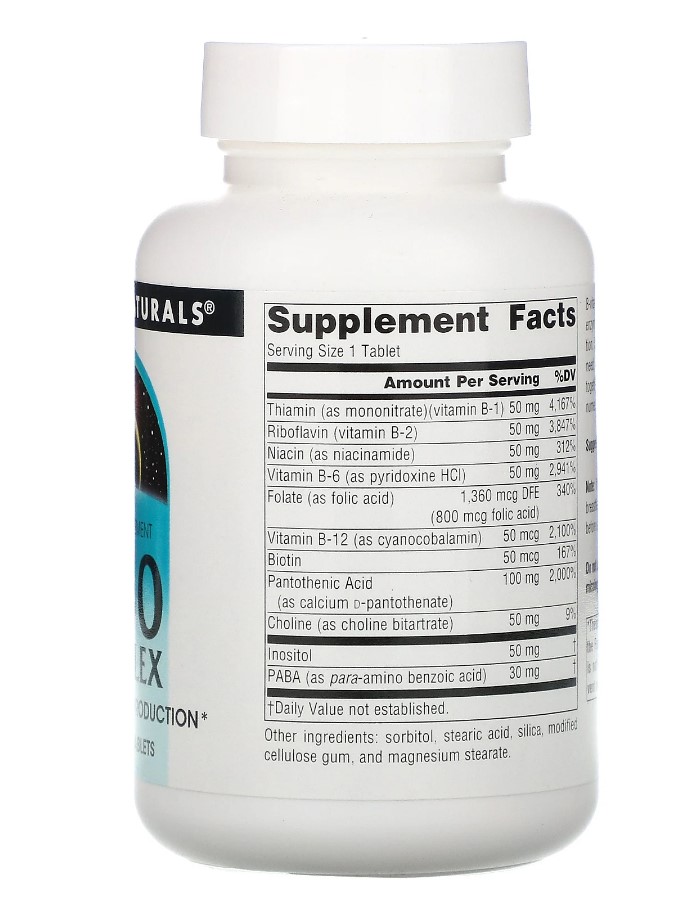 TURALS®
MENT
O
LEX
ODUCTION*
BLETS
Supplement Facts
Serving Size 1 Tablet
Amount Per Serving %DV
Thiamin (as mononitrate)(vitamin B-1) 50 mg 4,167%
Riboflavin (vitamin B-2) 50 mg 3,847%
Niacin (as niacinamide) 50 mg 312%
Vitamin B-6 (as pyridoxine HCl) 50 mg 2,941%
Folate (as folic acid) 1,360 mcg DFE 340%
(800 mcg folic acid)
Vitamin B-12 (as cyanocobalamin) 50 mcg 2,100%
Biotin 50 mcg 167%
Pantothenic Acid 100 mg 2,000%
(as calcium D-pantothenate)
Choline (as choline bitartrate) 50 mg 9%
Inositol 50 mg †
PABA (as para-amino benzoic acid) 30 mg †
†Daily Value not established.
Other ingredients: sorbitol, stearic acid, silica, modified
cellulose gum, and magnesium stearate.